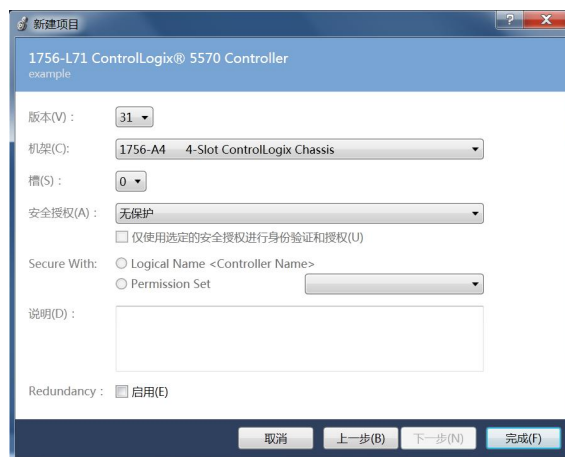 新建项目
1756-L71 ControlLogix® 5570 Controller
example
版本(V)： 31
机架(C): 1756-A4 4-Slot ControlLogix Chassis
槽(S)： 0
安全授权(A)： 无保护
仅使用选定的安全授权进行身份验证和授权(U)
Secure With: Logical Name <Controller Name>
Permission Set
说明(D)：
Redundancy： 启用(E)
取消 上一步(B) 下一步(N) 完成(F)